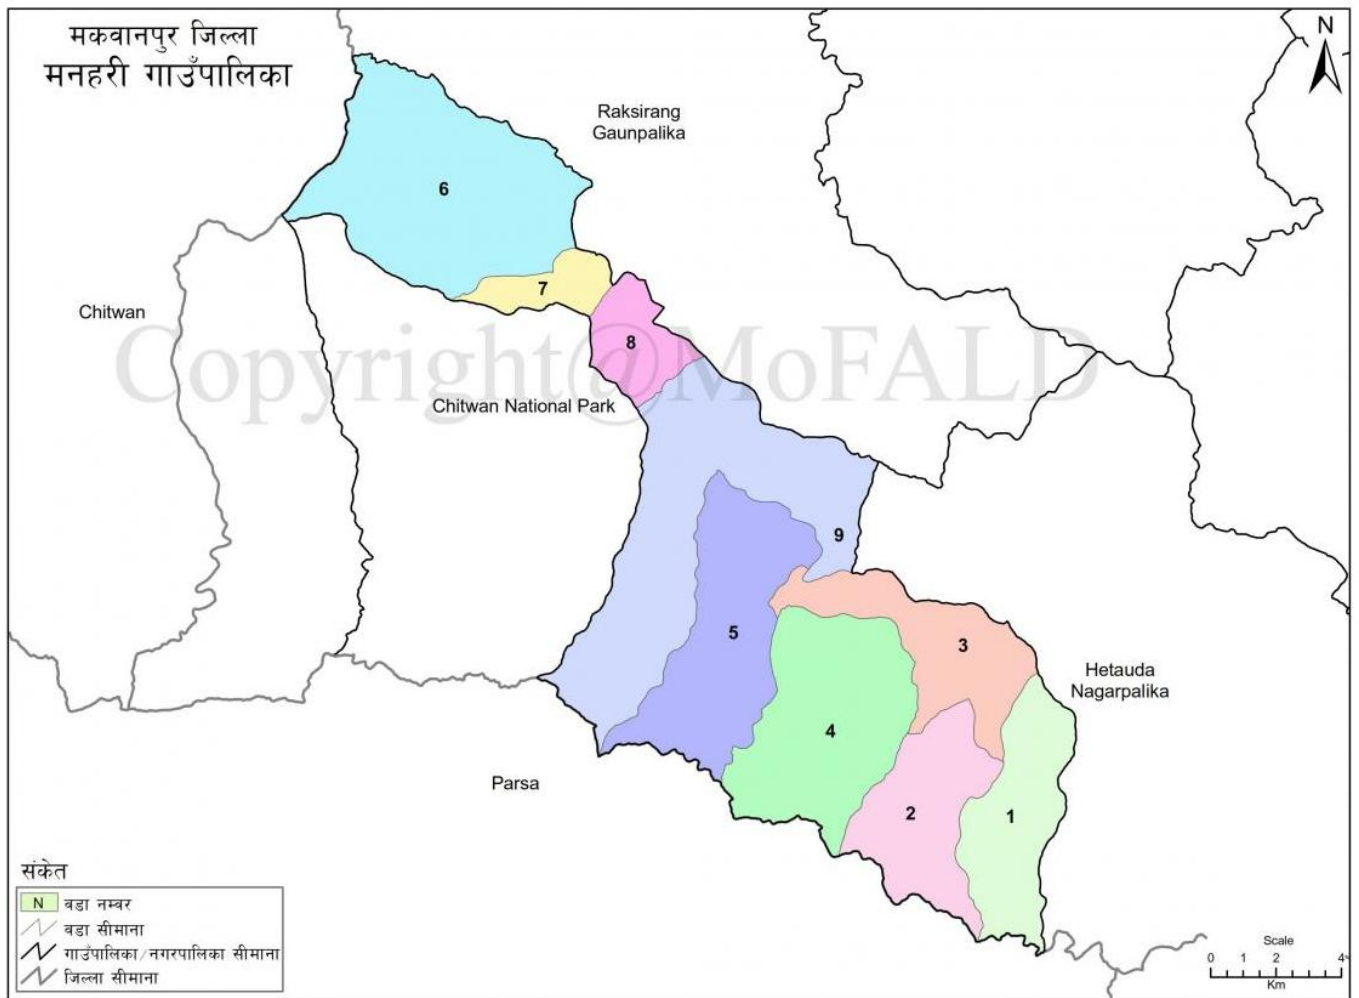 मकवानपुर जिल्ला
मनहरी गाउँपालिका
N
Raksirang
Gaunpalika
6
Chitwan
7
8
Copyright@MoFALD
Chitwan National Park
9
5
3
Hetauda
Nagarpalika
4
Parsa
2
1
संकेत
N वडा नम्बर
वडा सीमाना
गाउँपालिका/नगरपालिका सीमाना
जिल्ला सीमाना
Scale
0 1 2 4
Km